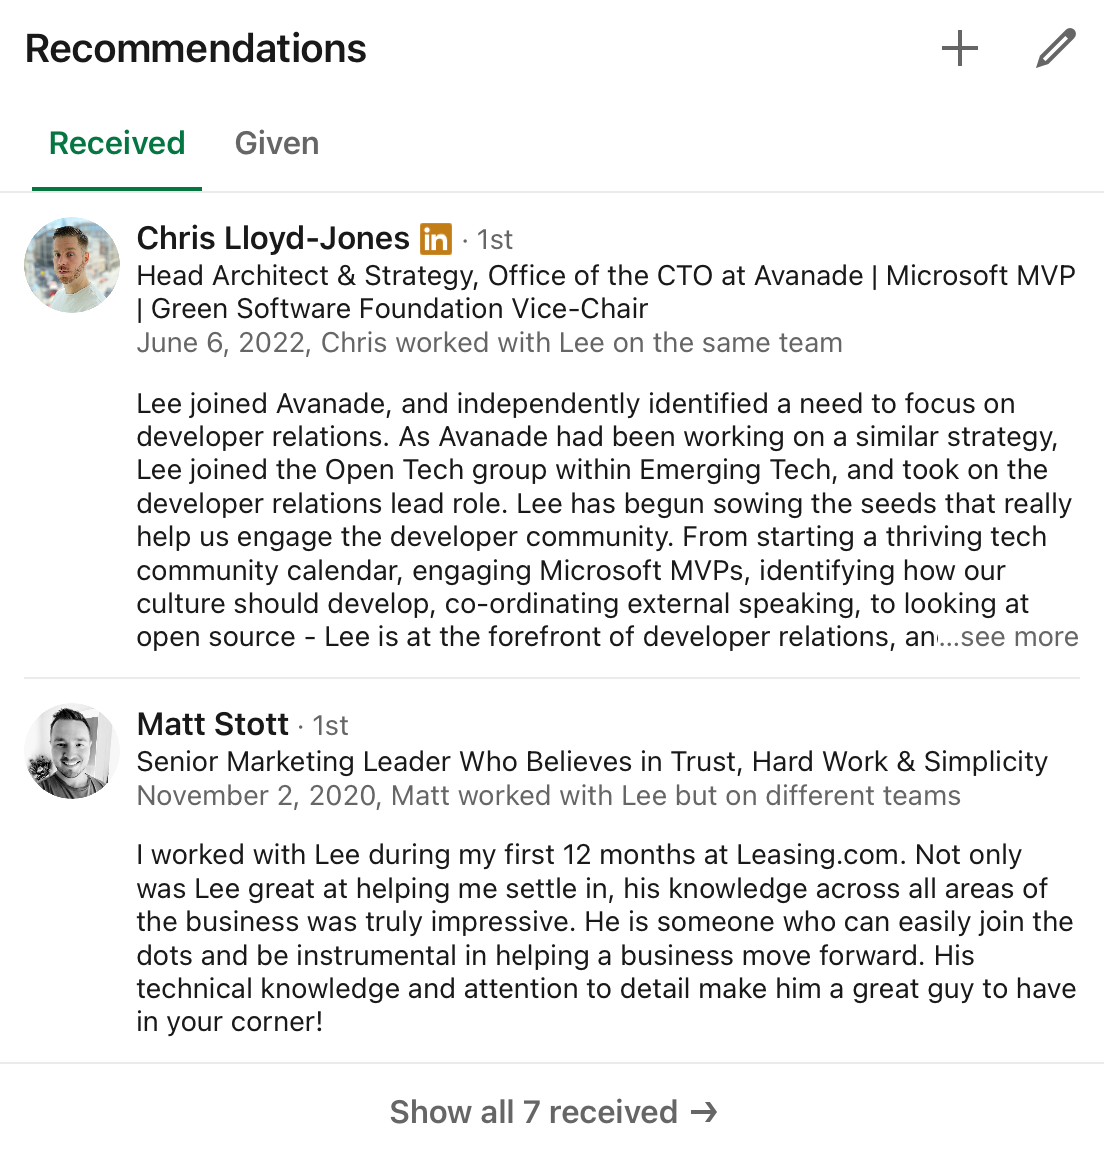 Recommendations
Received Given
Chris Lloyd-Jones in · 1st
Head Architect & Strategy, Office of the CTO at Avanade | Microsoft MVP
| Green Software Foundation Vice-Chair
June 6, 2022, Chris worked with Lee on the same team
Lee joined Avanade, and independently identified a need to focus on
developer relations. As Avanade had been working on a similar strategy,
Lee joined the Open Tech group within Emerging Tech, and took on the
developer relations lead role. Lee has begun sowing the seeds that really
help us engage the developer community. From starting a thriving tech
community calendar, engaging Microsoft MVPs, identifying how our
culture should develop, co-ordinating external speaking, to looking at
open source - Lee is at the forefront of developer relations, an...see more
Matt Stott · 1st
Senior Marketing Leader Who Believes in Trust, Hard Work & Simplicity
November 2, 2020, Matt worked with Lee but on different teams
I worked with Lee during my first 12 months at Leasing.com. Not only
was Lee great at helping me settle in, his knowledge across all areas of
the business was truly impressive. He is someone who can easily join the
dots and be instrumental in helping a business move forward. His
technical knowledge and attention to detail make him a great guy to have
in your corner!
Show all 7 received →